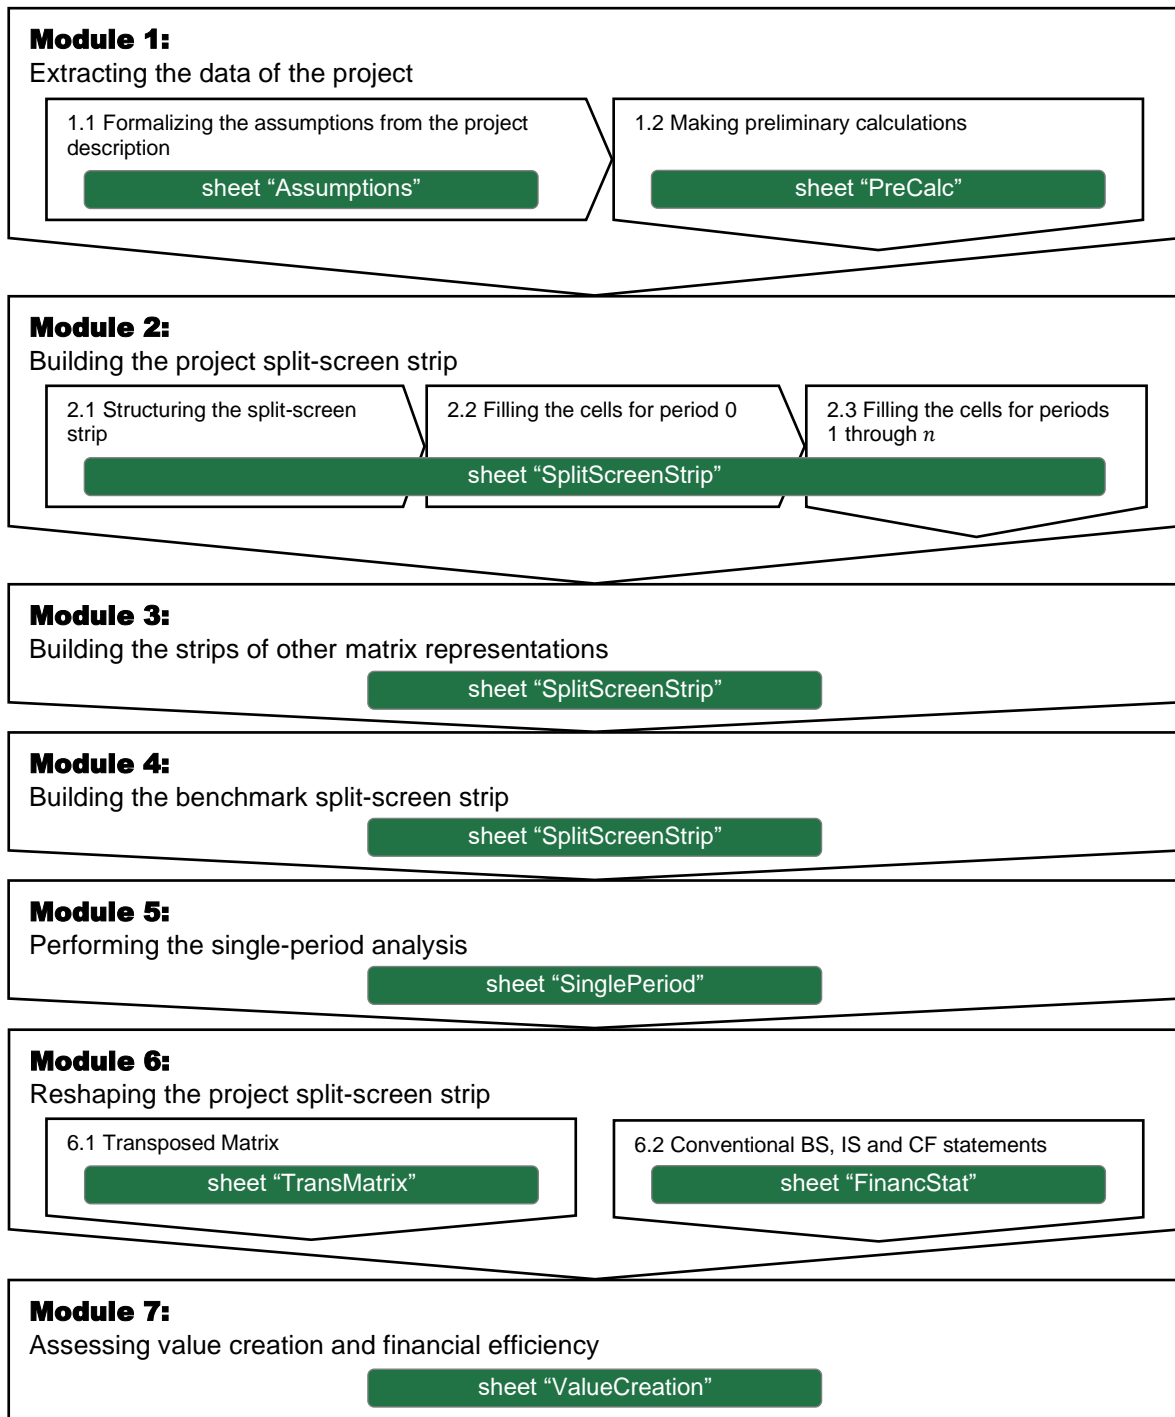 Module 1:
Extracting the data of the project
1.1 Formalizing the assumptions from the project
description
sheet “Assumptions”
1.2 Making preliminary calculations
sheet “PreCalc”
Module 2:
Building the project split-screen strip
2.1 Structuring the split-screen
strip
2.2 Filling the cells for period 0
2.3 Filling the cells for periods
1 through n
sheet “SplitScreenStrip”
Module 3:
Building the strips of other matrix representations
sheet “SplitScreenStrip”
Module 4:
Building the benchmark split-screen strip
sheet “SplitScreenStrip”
Module 5:
Performing the single-period analysis
sheet “SinglePeriod”
Module 6:
Reshaping the project split-screen strip
6.1 Transposed Matrix
sheet “TransMatrix”
6.2 Conventional BS, IS and CF statements
sheet “FinancStat”
Module 7:
Assessing value creation and financial efficiency
sheet “ValueCreation”